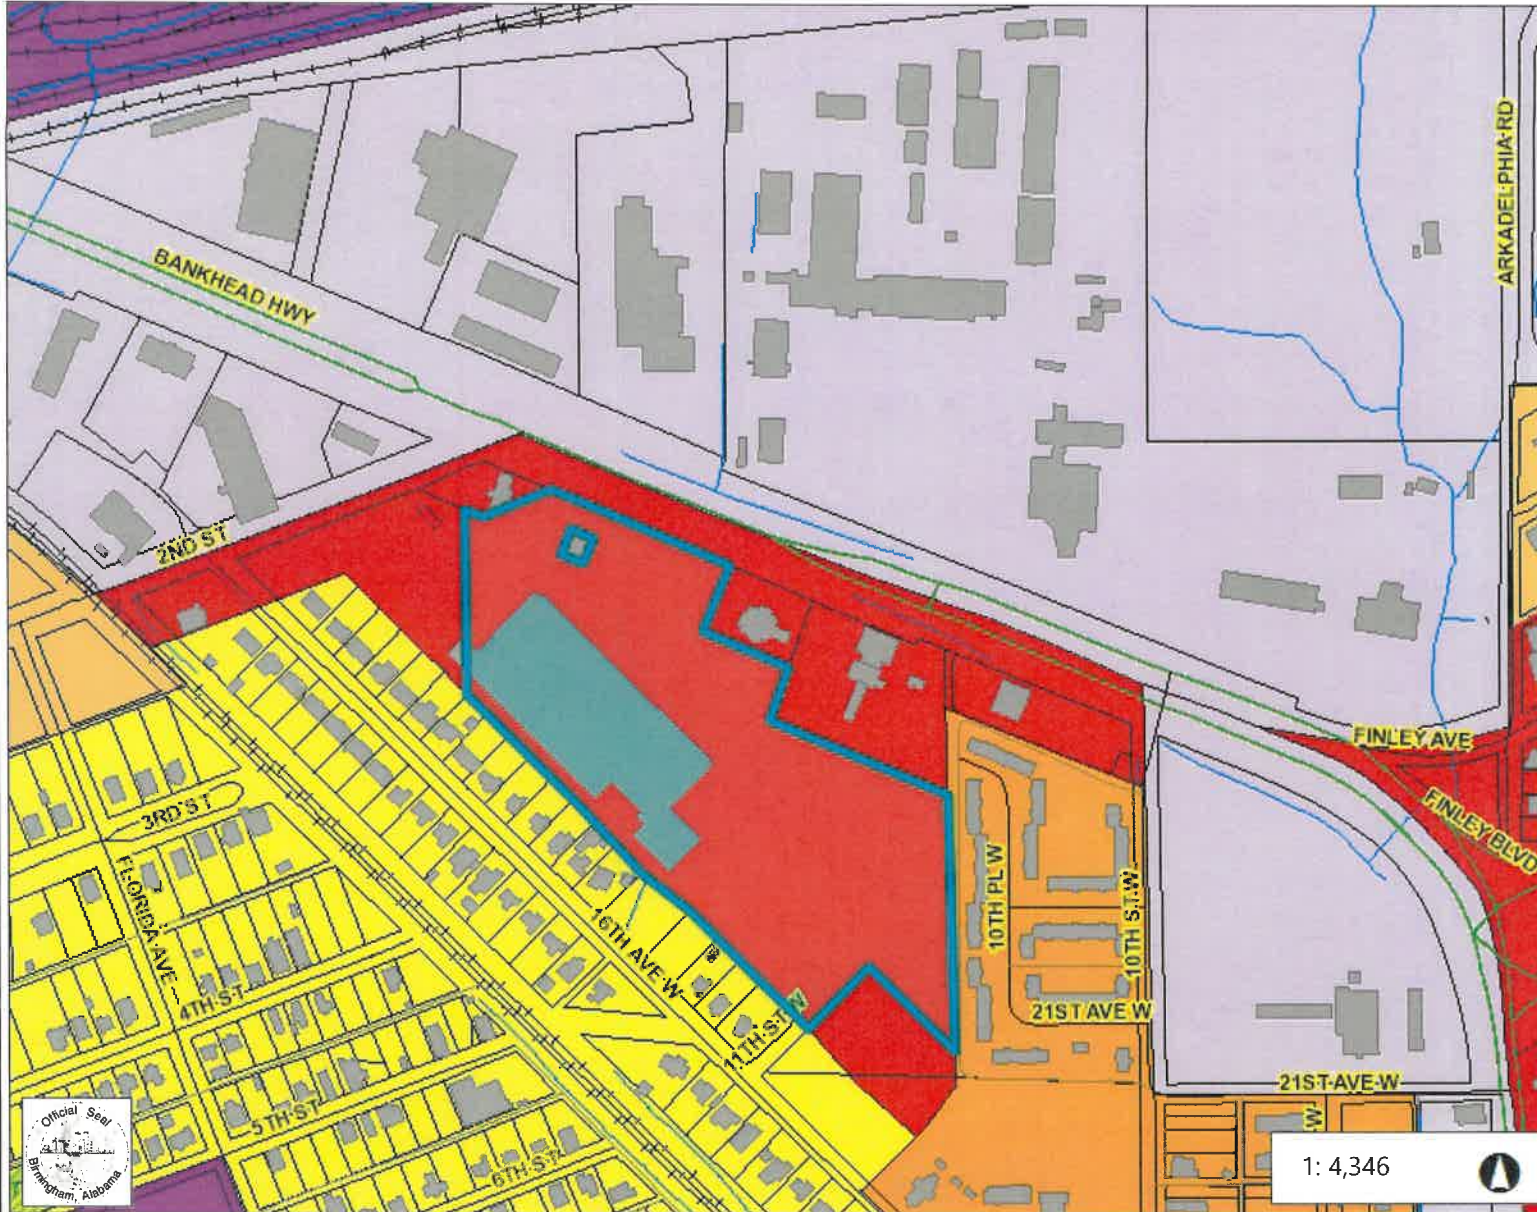 ARKADELPHIA RD
BANKHEAD HWY
2ND ST
FINLEY AVE
FINLEY BLVD
3RD ST
FLORIDA AVE
16TH AVE W
10TH PL W
10TH ST W
4TH ST
11TH ST W
21ST AVE W
21ST AVE W
5TH ST
6TH ST
W
Official Seal
Birmingham, Alabama
1: 4,346